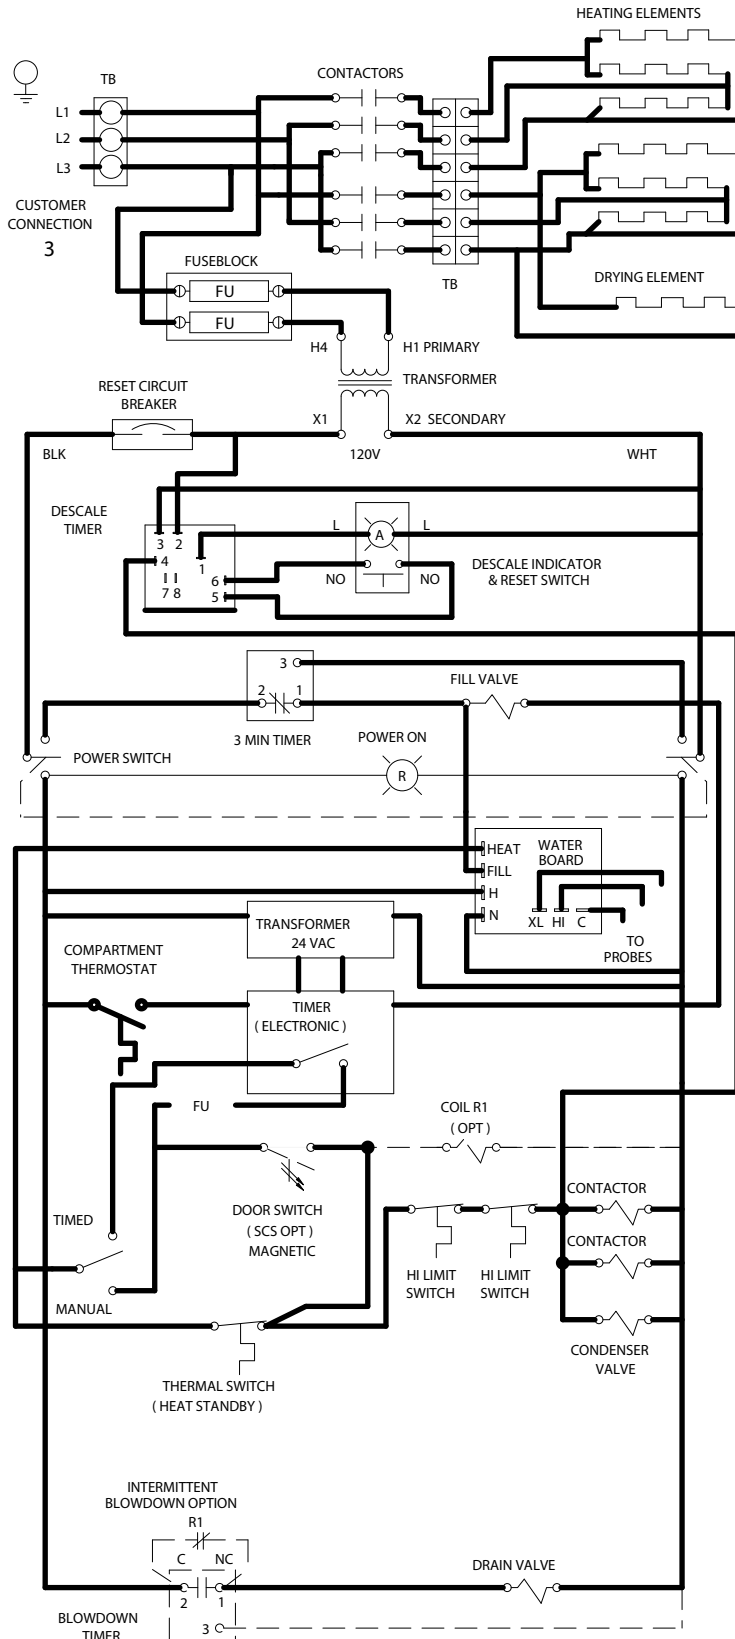 HEATING ELEMENTS
TB
CONTACTORS
L1
L2
L3
CUSTOMER
CONNECTION
3
FUSEBLOCK
FU
FU
TB
DRYING ELEMENT
H4
H1 PRIMARY
TRANSFORMER
RESET CIRCUIT
BREAKER
X1
X2 SECONDARY
BLK
120V
WHT
DESCALE
TIMER
L
A
L
3 2
4
1
6
7 8
5
NO
NO
DESCALE INDICATOR
& RESET SWITCH
3
2
1
FILL VALVE
3 MIN TIMER
POWER ON
POWER SWITCH
R
HEAT
FILL
H
N
WATER
BOARD
XL HI C
TO
PROBES
TRANSFORMER
24 VAC
COMPARTMENT
THERMOSTAT
TIMER
( ELECTRONIC )
FU
COIL R1
( OPT )
DOOR SWITCH
( SCS OPT )
MAGNETIC
CONTACTOR
TIMED
CONTACTOR
HI LIMIT
SWITCH
HI LIMIT
SWITCH
MANUAL
CONDENSER
VALVE
THERMAL SWITCH
( HEAT STANDBY )
INTERMITTENT
BLOWDOWN OPTION
R1
C
NC
DRAIN VALVE
2
1
BLOWDOWN
TIMER
3